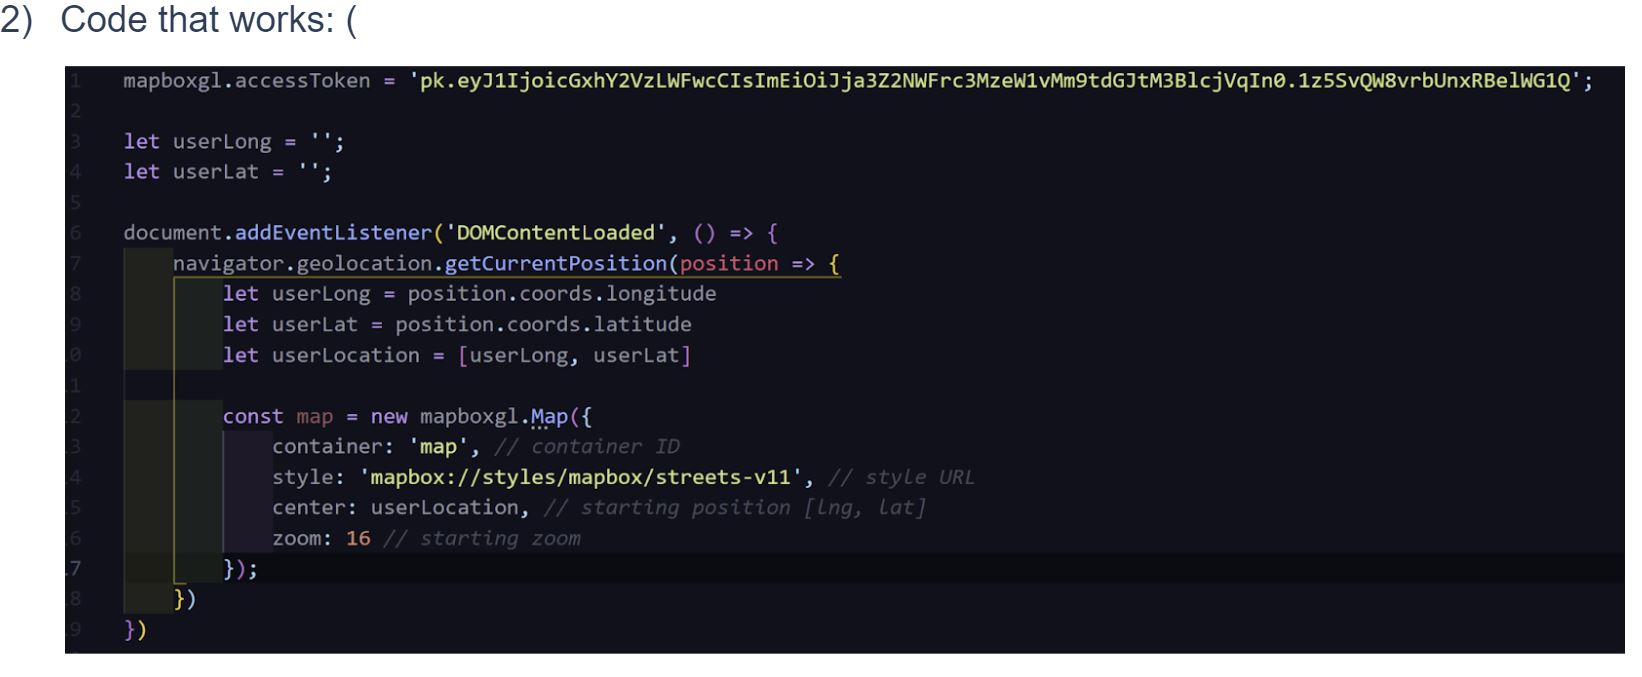 2) Code that works: (
1 mapboxgl.accessToken = 'pk.eyJ1IjoicGxhY2VzLWFwcCIsImEiOiJja3Z2NWFrc3MzeW1vMm9tdGJtM3BlcjVqIn0.1z5SvQW8vrbUnxRBelWG1Q';
2
3 let userLong = '';
4 let userLat = '';
5
6 document.addEventListener('DOMContentLoaded', () => {
7 navigator.geolocation.getCurrentPosition(position => {
8 let userLong = position.coords.longitude
9 let userLat = position.coords.latitude
0 let userLocation = [userLong, userLat]
1
2 const map = new mapboxgl.Map({
3 container: 'map', // container ID
4 style: 'mapbox://styles/mapbox/streets-v11', // style URL
5 center: userLocation, // starting position [lng, lat]
6 zoom: 16 // starting zoom
7 });
8 })
9 })